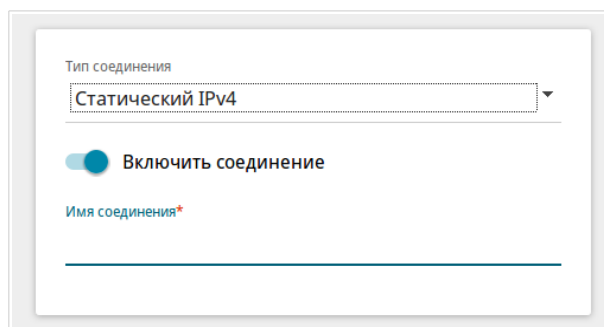 Тип соединения
Статический IPv4
Включить соединение
Имя соединения*